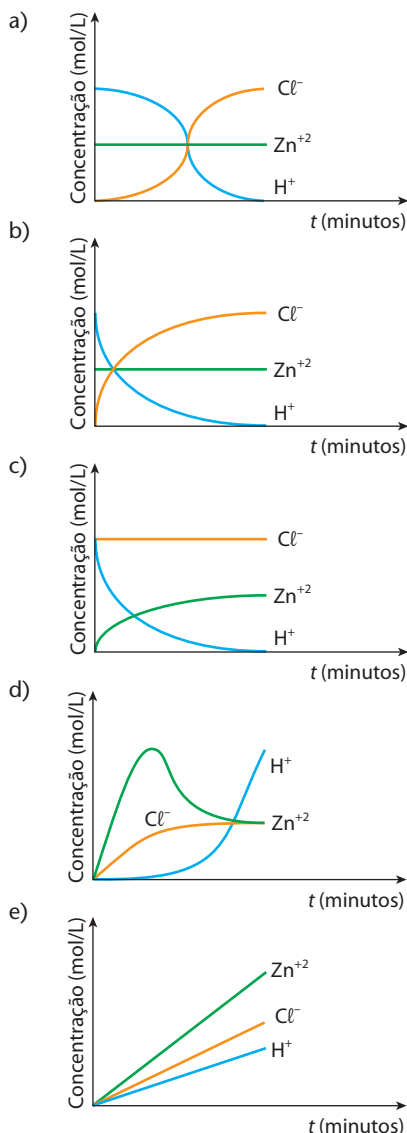 a)
Concentração (mol/L)
Cℓ⁻
Zn⁺²
H⁺
t (minutos)
b)
Concentração (mol/L)
Cℓ⁻
Zn⁺²
H⁺
t (minutos)
c)
Concentração (mol/L)
Cℓ⁻
Zn⁺²
H⁺
t (minutos)
d)
Concentração (mol/L)
H⁺
Cℓ⁻
Zn⁺²
t (minutos)
e)
Concentração (mol/L)
Zn⁺²
Cℓ⁻
H⁺
t (minutos)